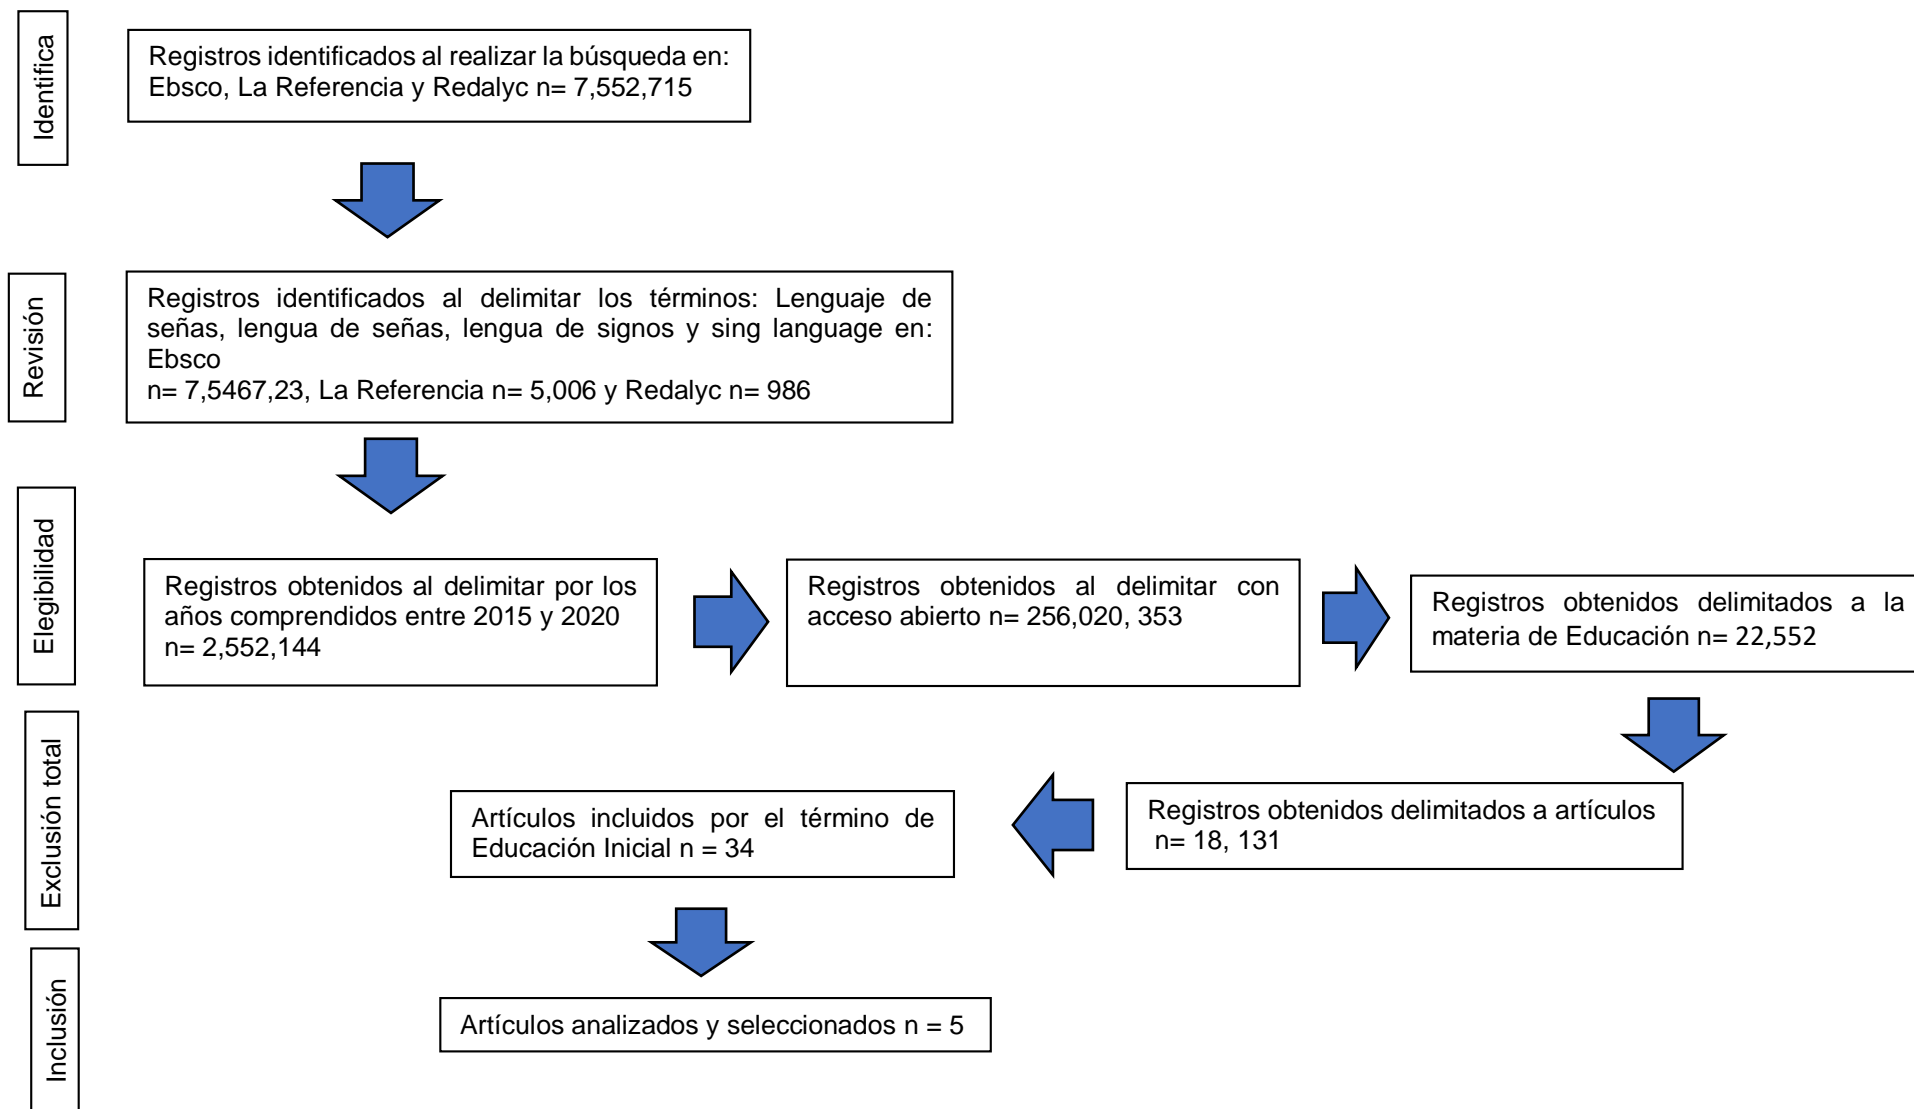 Identifica
Registros identificados al realizar la búsqueda en:
Ebsco, La Referencia y Redalyc n= 7,552,715
Revisión
Registros identificados al delimitar los términos: Lenguaje de
señas, lengua de señas, lengua de signos y sing language en:
Ebsco
n= 7,5467,23, La Referencia n= 5,006 y Redalyc n= 986
Elegibilidad
Registros obtenidos al delimitar por los
años comprendidos entre 2015 y 2020
n= 2,552,144
Registros obtenidos al delimitar con
acceso abierto n= 256,020, 353
Registros obtenidos delimitados a la
materia de Educación n= 22,552
Exclusión total
Registros obtenidos delimitados a artículos
n= 18, 131
Artículos incluidos por el término de
Educación Inicial n = 34
Inclusión
Artículos analizados y seleccionados n = 5